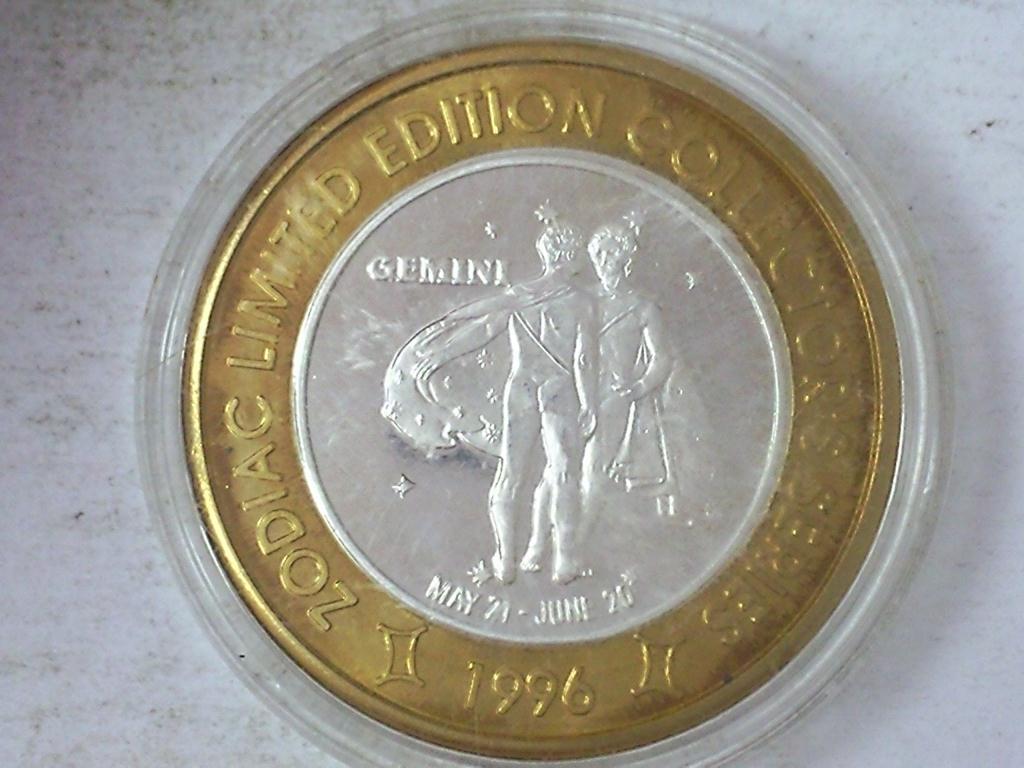 ZODIAC LIMITED EDITION COLLECTORS SERIES
GEMINI
MAY 21 - JUNE 20
1996